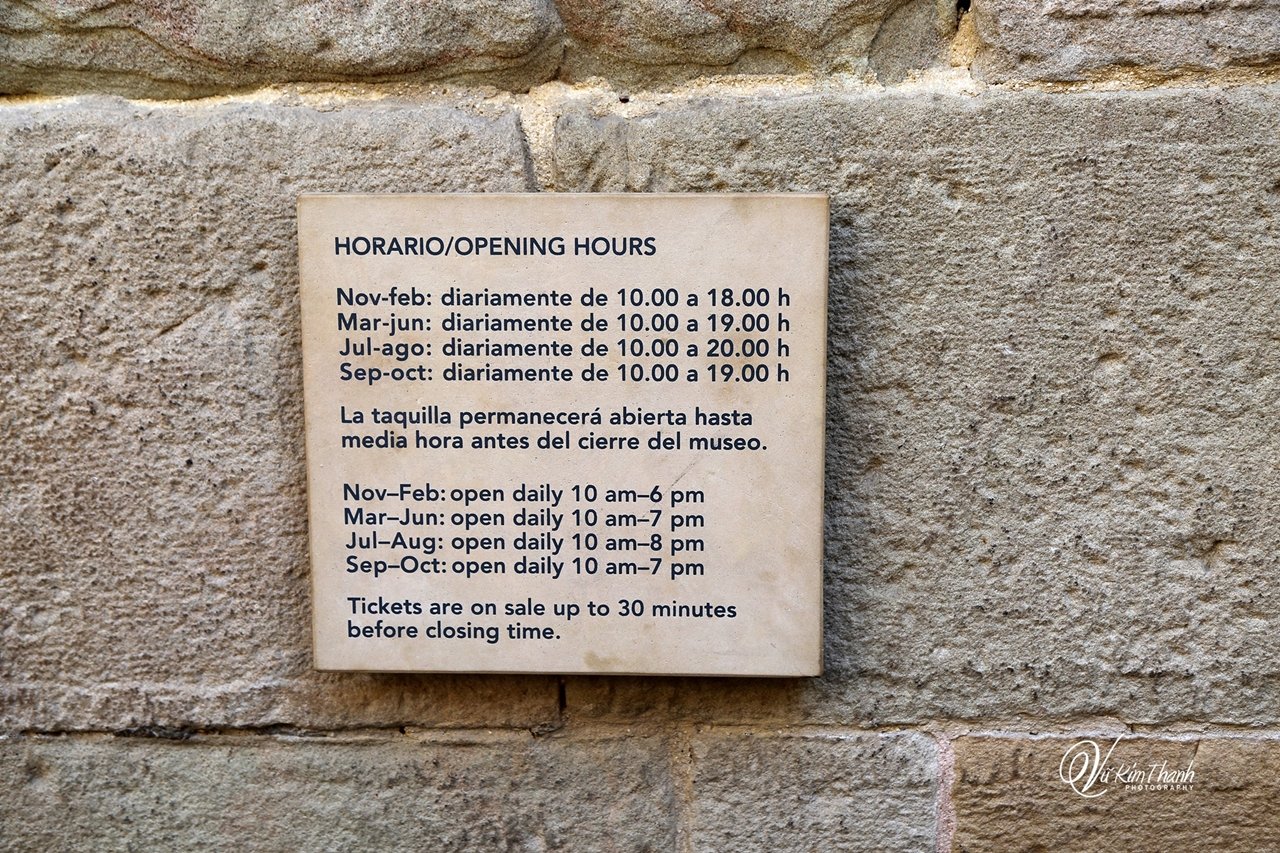 HORARIO/OPENING HOURS
Nov-feb: diariamente de 10.00 a 18.00 h
Mar-jun: diariamente de 10.00 a 19.00 h
Jul-ago: diariamente de 10.00 a 20.00 h
Sep-oct: diariamente de 10.00 a 19.00 h
La taquilla permanecerá abierta hasta
media hora antes del cierre del museo.
Nov–Feb: open daily 10 am–6 pm
Mar–Jun: open daily 10 am–7 pm
Jul–Aug: open daily 10 am–8 pm
Sep–Oct: open daily 10 am–7 pm
Tickets are on sale up to 30 minutes
before closing time.
Vũ Kim Thanh
PHOTOGRAPHY